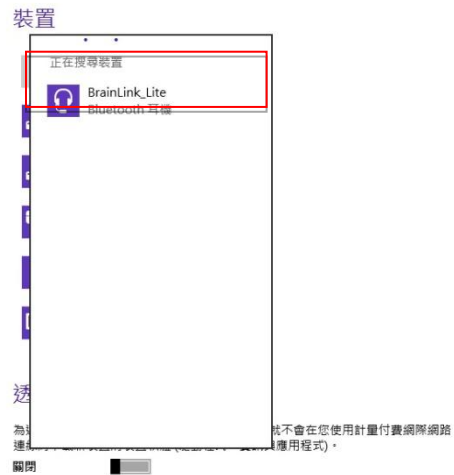 裝置
正在搜尋裝置
BrainLink_Lite
Bluetooth 耳機
透
為
就不會在您使用計量付費網際網路
應用程式)。
關閉